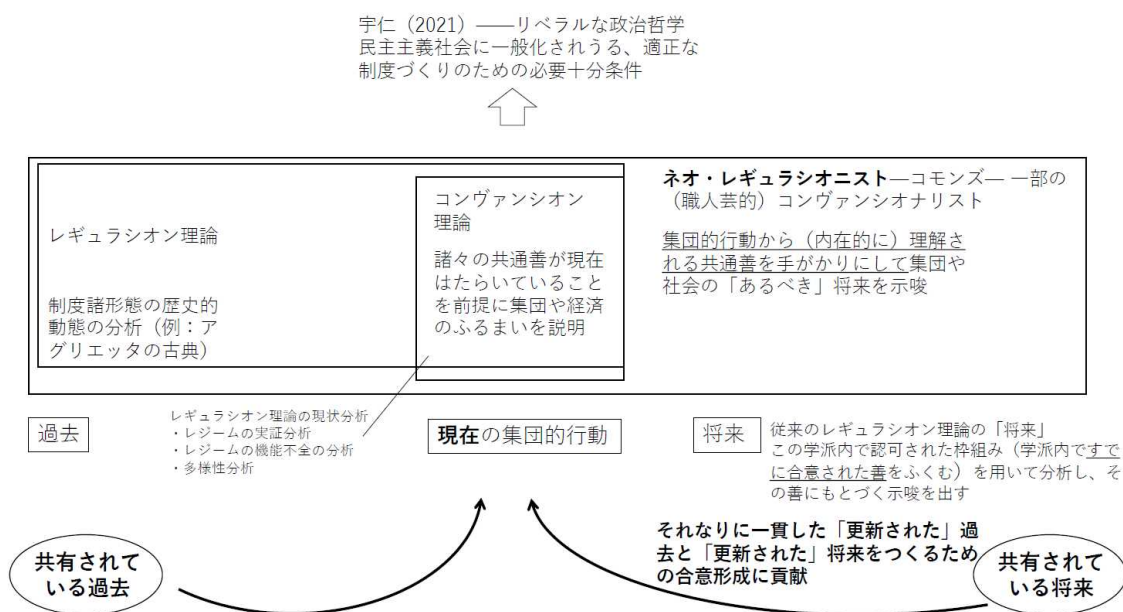 宇仁（2021）——リベラルな政治哲学
民主主義社会に一般化されうる、適正な
制度づくりのための必要十分条件
レギュラシオン理論
制度諸形態の歴史的
動態の分析（例：ア
グリエッタの古典）
コンヴァンシオン
理論
諸々の共通善が現在
はたらいていること
を前提に集団や経済
のふるまいを説明
ネオ・レギュラシオニスト—コモンズ— 一部の
（職人芸的）コンヴァンシオナリスト
集団的行動から（内在的に）理解さ
れる共通善を手がかりにして集団や
社会の「あるべき」将来を示唆
過去
レギュラシオン理論の現状分析
・レジームの実証分析
・レジームの機能不全の分析
・多様性分析
現在の集団的行動
将来
従来のレギュラシオン理論の「将来」
この学派内で認可された枠組み（学派内ですで
に合意された善をふくむ）を用いて分析し、そ
の善にもとづく示唆を出す
それなりに一貫した「更新された」過
去と「更新された」将来をつくるため
の合意形成に貢献
共有されて
いる過去
共有されて
いる将来